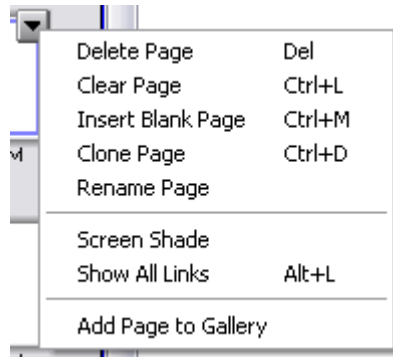 Delete Page Del
Clear Page Ctrl+L
Insert Blank Page Ctrl+M
Clone Page Ctrl+D
Rename Page
Screen Shade
Show All Links Alt+L
Add Page to Gallery